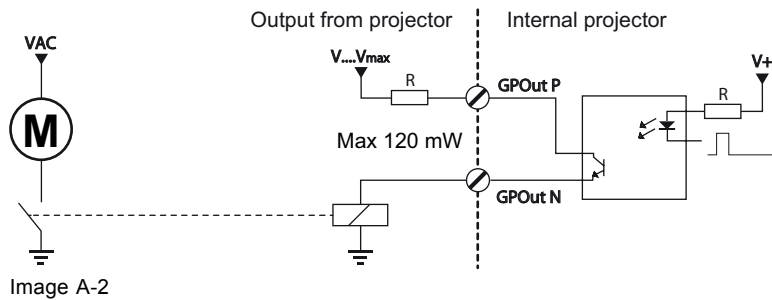 Output from projector
Internal projector
VAC
V....Vmax
V+
R
GPOut P
R
M
Max 120 mW
GPOut N
Image A-2